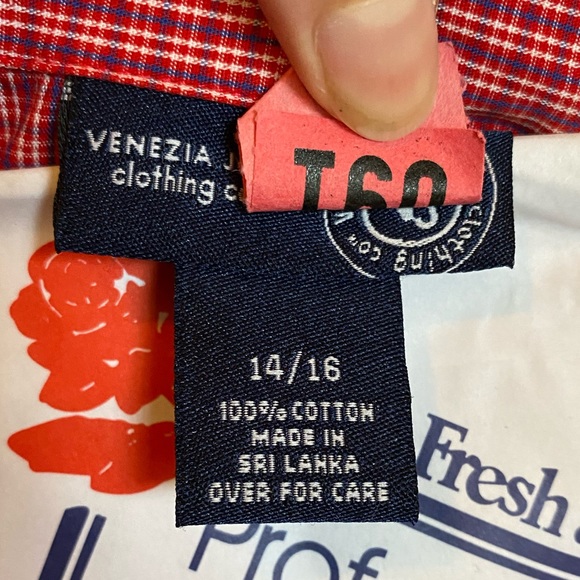 VENEZIA
clothing
T60
clothing co
14/16
100% COTTON
MADE IN
SRI LANKA
OVER FOR CARE
Fresh
Prof